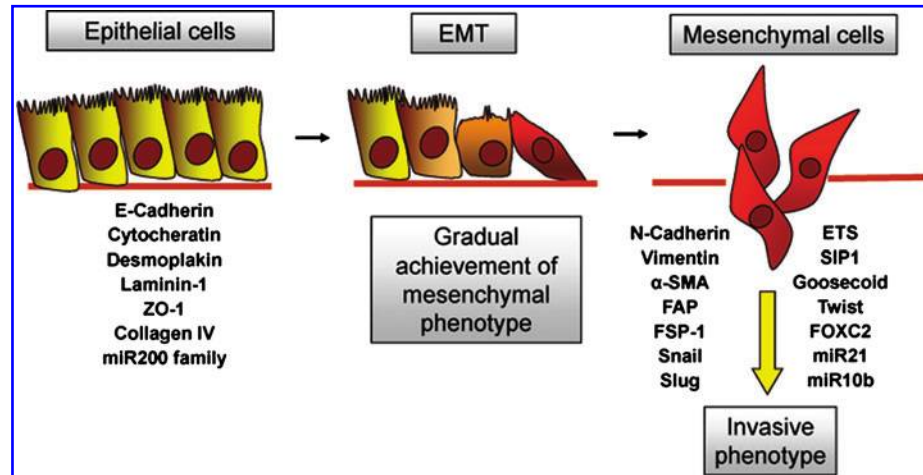 Epithelial cells
EMT
Mesenchymal cells
E-Cadherin
Cytocheratin
Desmoplakin
Laminin-1
ZO-1
Collagen IV
miR200 family
Gradual
achievement of
mesenchymal
phenotype
N-Cadherin
Vimentin
α-SMA
FAP
FSP-1
Snail
Slug
ETS
SIP1
Goosecoid
Twist
FOXC2
miR21
miR10b
Invasive
phenotype